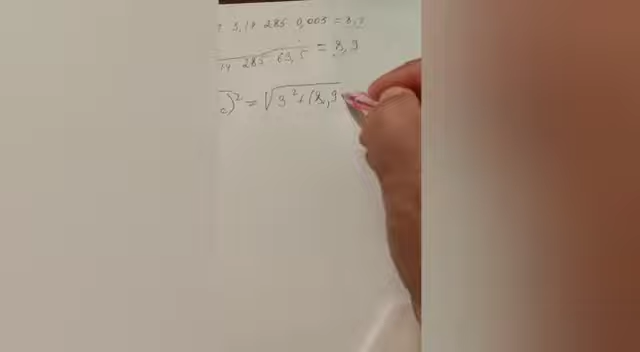 3,14 · 285 · 0,005 = 8,9
14 285 · 63,5 = 8,9
c)² = √3² + (8,9